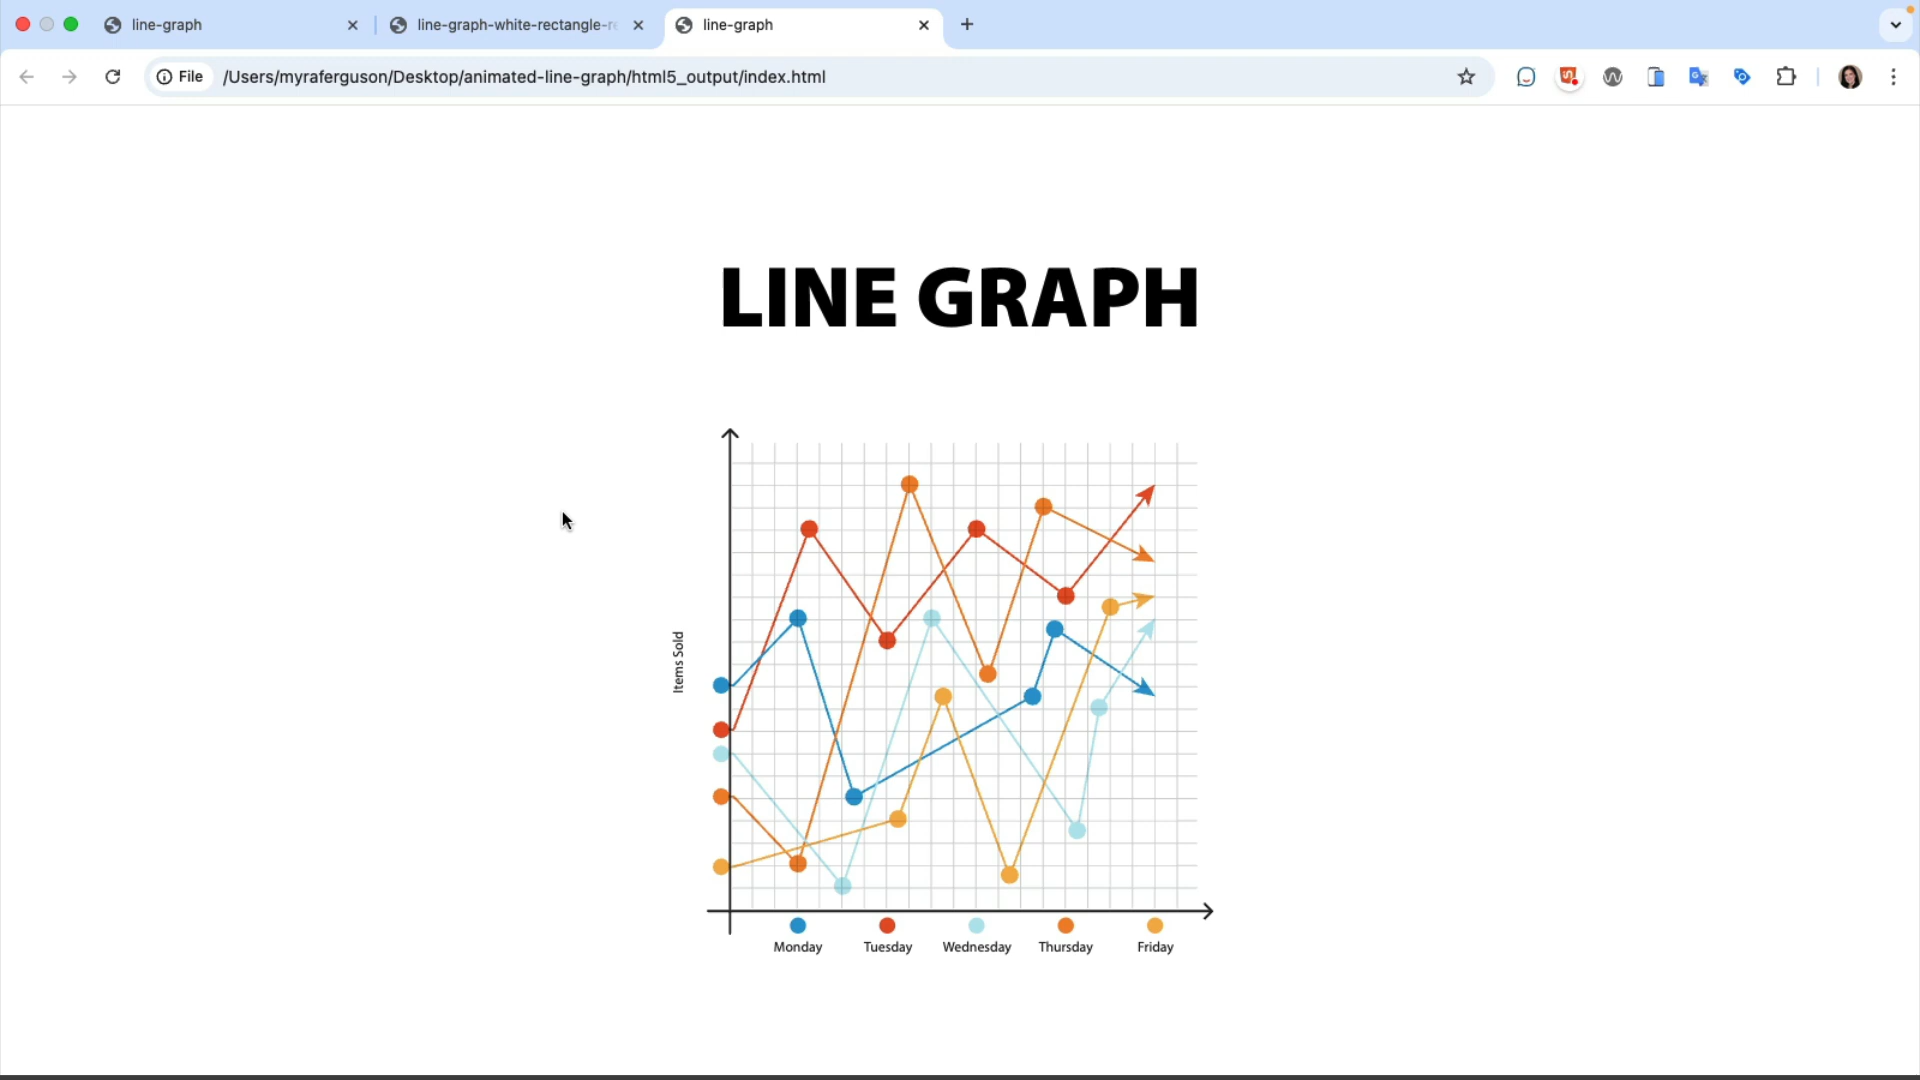 line-graph
line-graph-white-rectangle-r
line-graph
File
/Users/myraferguson/Desktop/animated-line-graph/html5_output/index.html
LINE GRAPH
Items Sold
Monday
Tuesday
Wednesday
Thursday
Friday